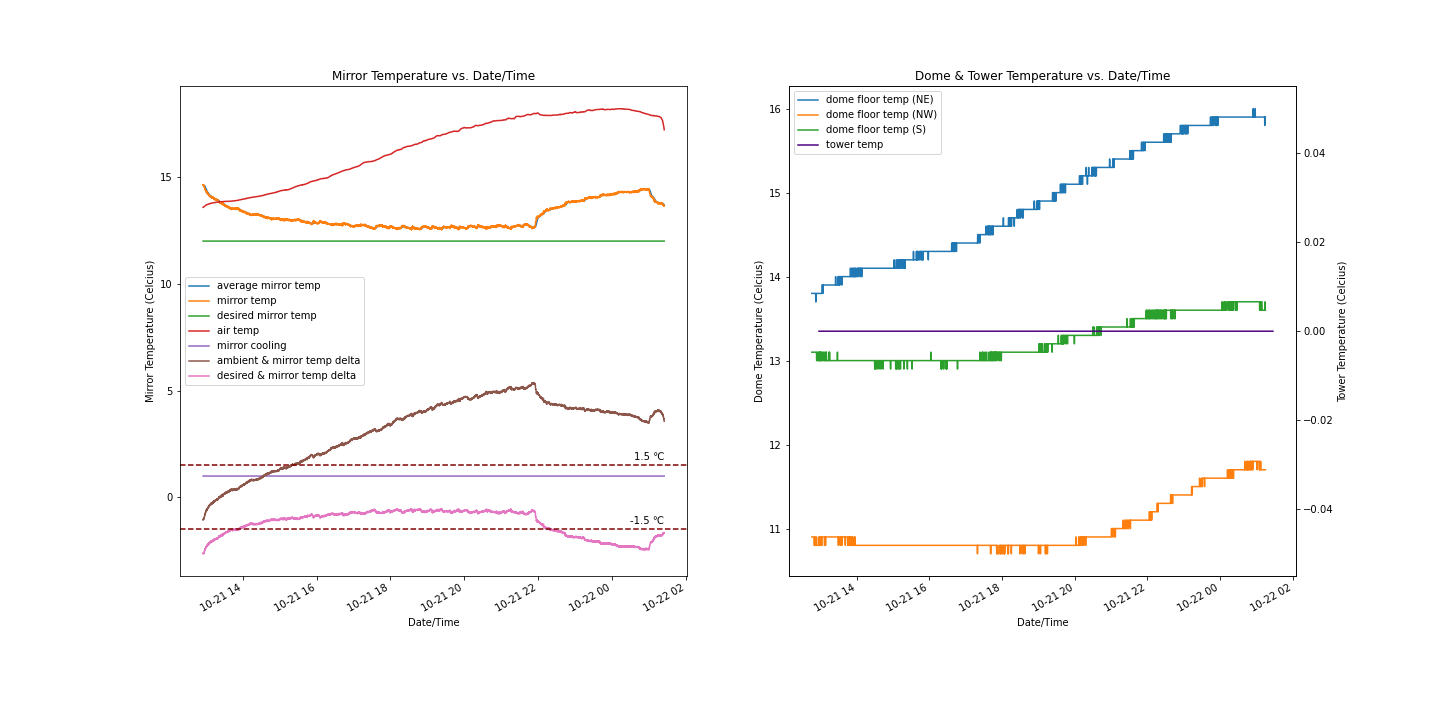 Mirror Temperature vs. Date/Time
Mirror Temperature (Celcius)
15
10
5
0
average mirror temp
mirror temp
desired mirror temp
air temp
mirror cooling
ambient & mirror temp delta
desired & mirror temp delta
1.5 °C
-1.5 °C
10-21 14
10-21 16
10-21 18
10-21 20
10-21 22
10-22 00
10-22 02
Date/Time
Dome & Tower Temperature vs. Date/Time
Dome Temperature (Celcius)
16
15
14
13
12
11
dome floor temp (NE)
dome floor temp (NW)
dome floor temp (S)
tower temp
0.04
0.02
0.00
−0.02
−0.04
Tower Temperature (Celcius)
10-21 14
10-21 16
10-21 18
10-21 20
10-21 22
10-22 00
10-22 02
Date/Time